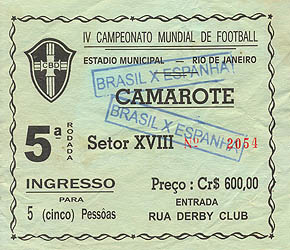 IV CAMPEONATO MUNDIAL DE FOOTBALL
CBD
ESTADIO MUNICIPAL — RIO DE JANEIRO
BRASIL X ESPANHA
CAMAROTE
BRASIL X ESPANHA
5ª RODADA
Setor XVIII Nº 2054
INGRESSO
PARA
5 (cinco) Pessôas
Preço : Cr$ 600,00
ENTRADA
RUA DERBY CLUB